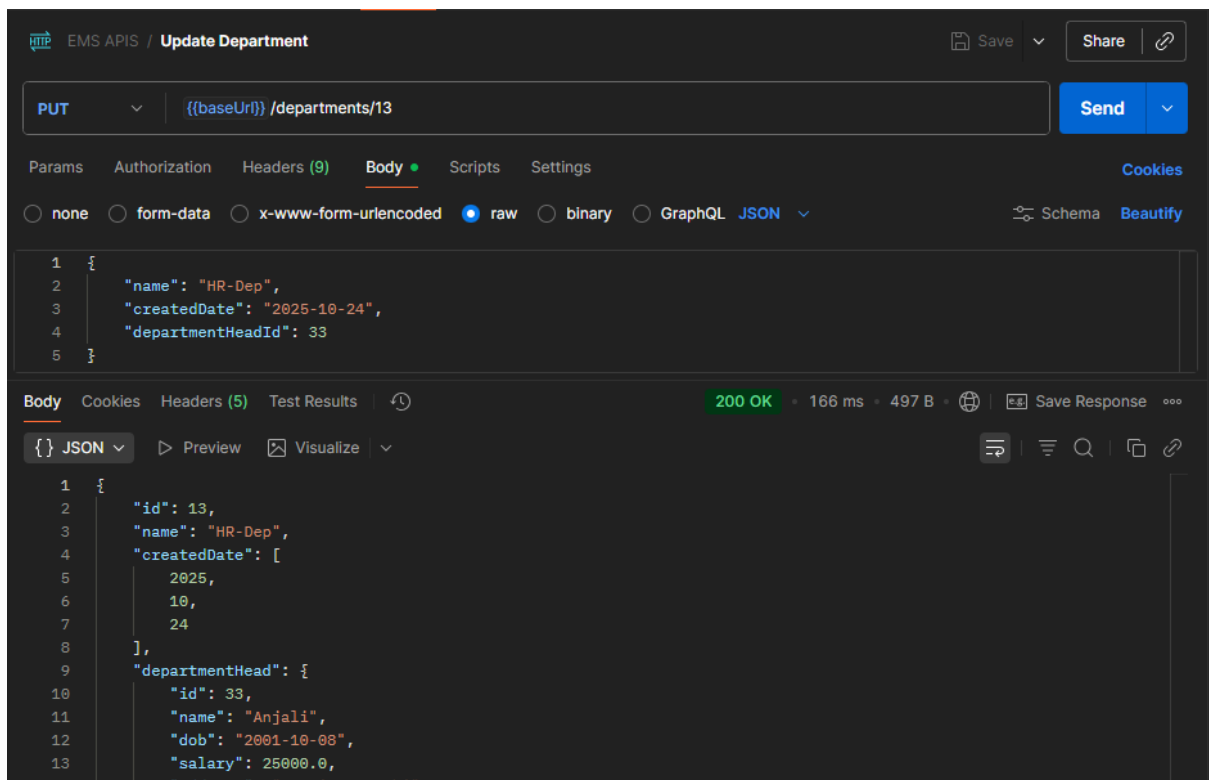 HTTP EMS APIS / Update Department Save Share
PUT {{baseUrl}} /departments/13 Send
Params Authorization Headers (9) Body Scripts Settings Cookies
none form-data x-www-form-urlencoded raw binary GraphQL JSON Schema Beautify
1 {
2 "name": "HR-Dep",
3 "createdDate": "2025-10-24",
4 "departmentHeadId": 33
5 }
Body Cookies Headers (5) Test Results 200 OK • 166 ms • 497 B • e.g. Save Response
{} JSON Preview Visualize
1 {
2 "id": 13,
3 "name": "HR-Dep",
4 "createdDate": [
5 2025,
6 10,
7 24
8 ],
9 "departmentHead": {
10 "id": 33,
11 "name": "Anjali",
12 "dob": "2001-10-08",
13 "salary": 25000.0,